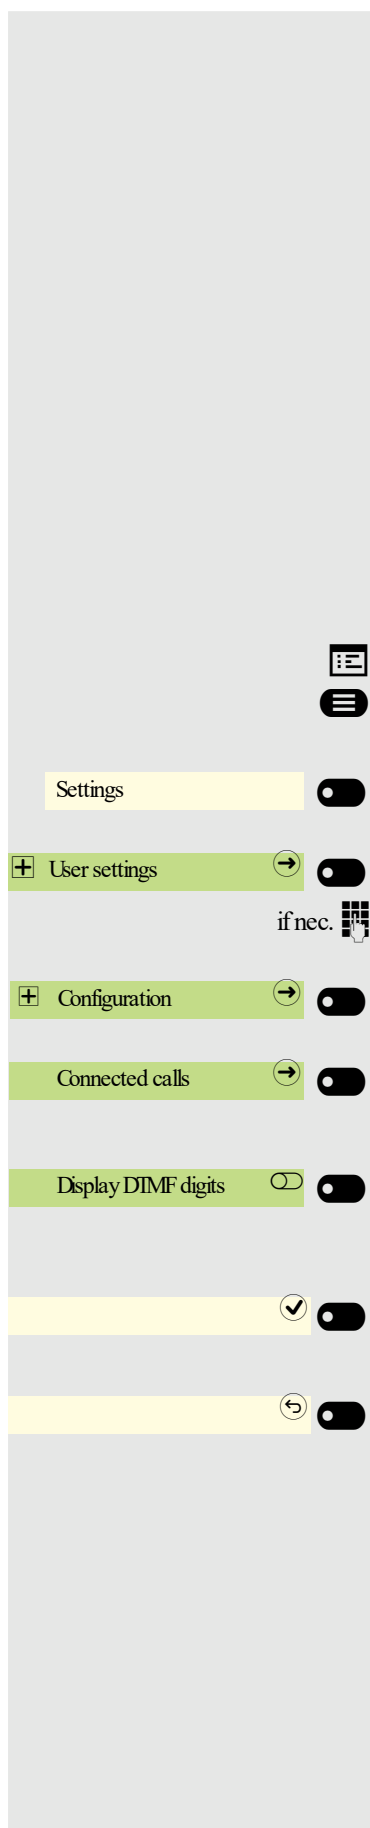 Settings
User settings
if nec.
Configuration
Connected calls
Display DTMF digits